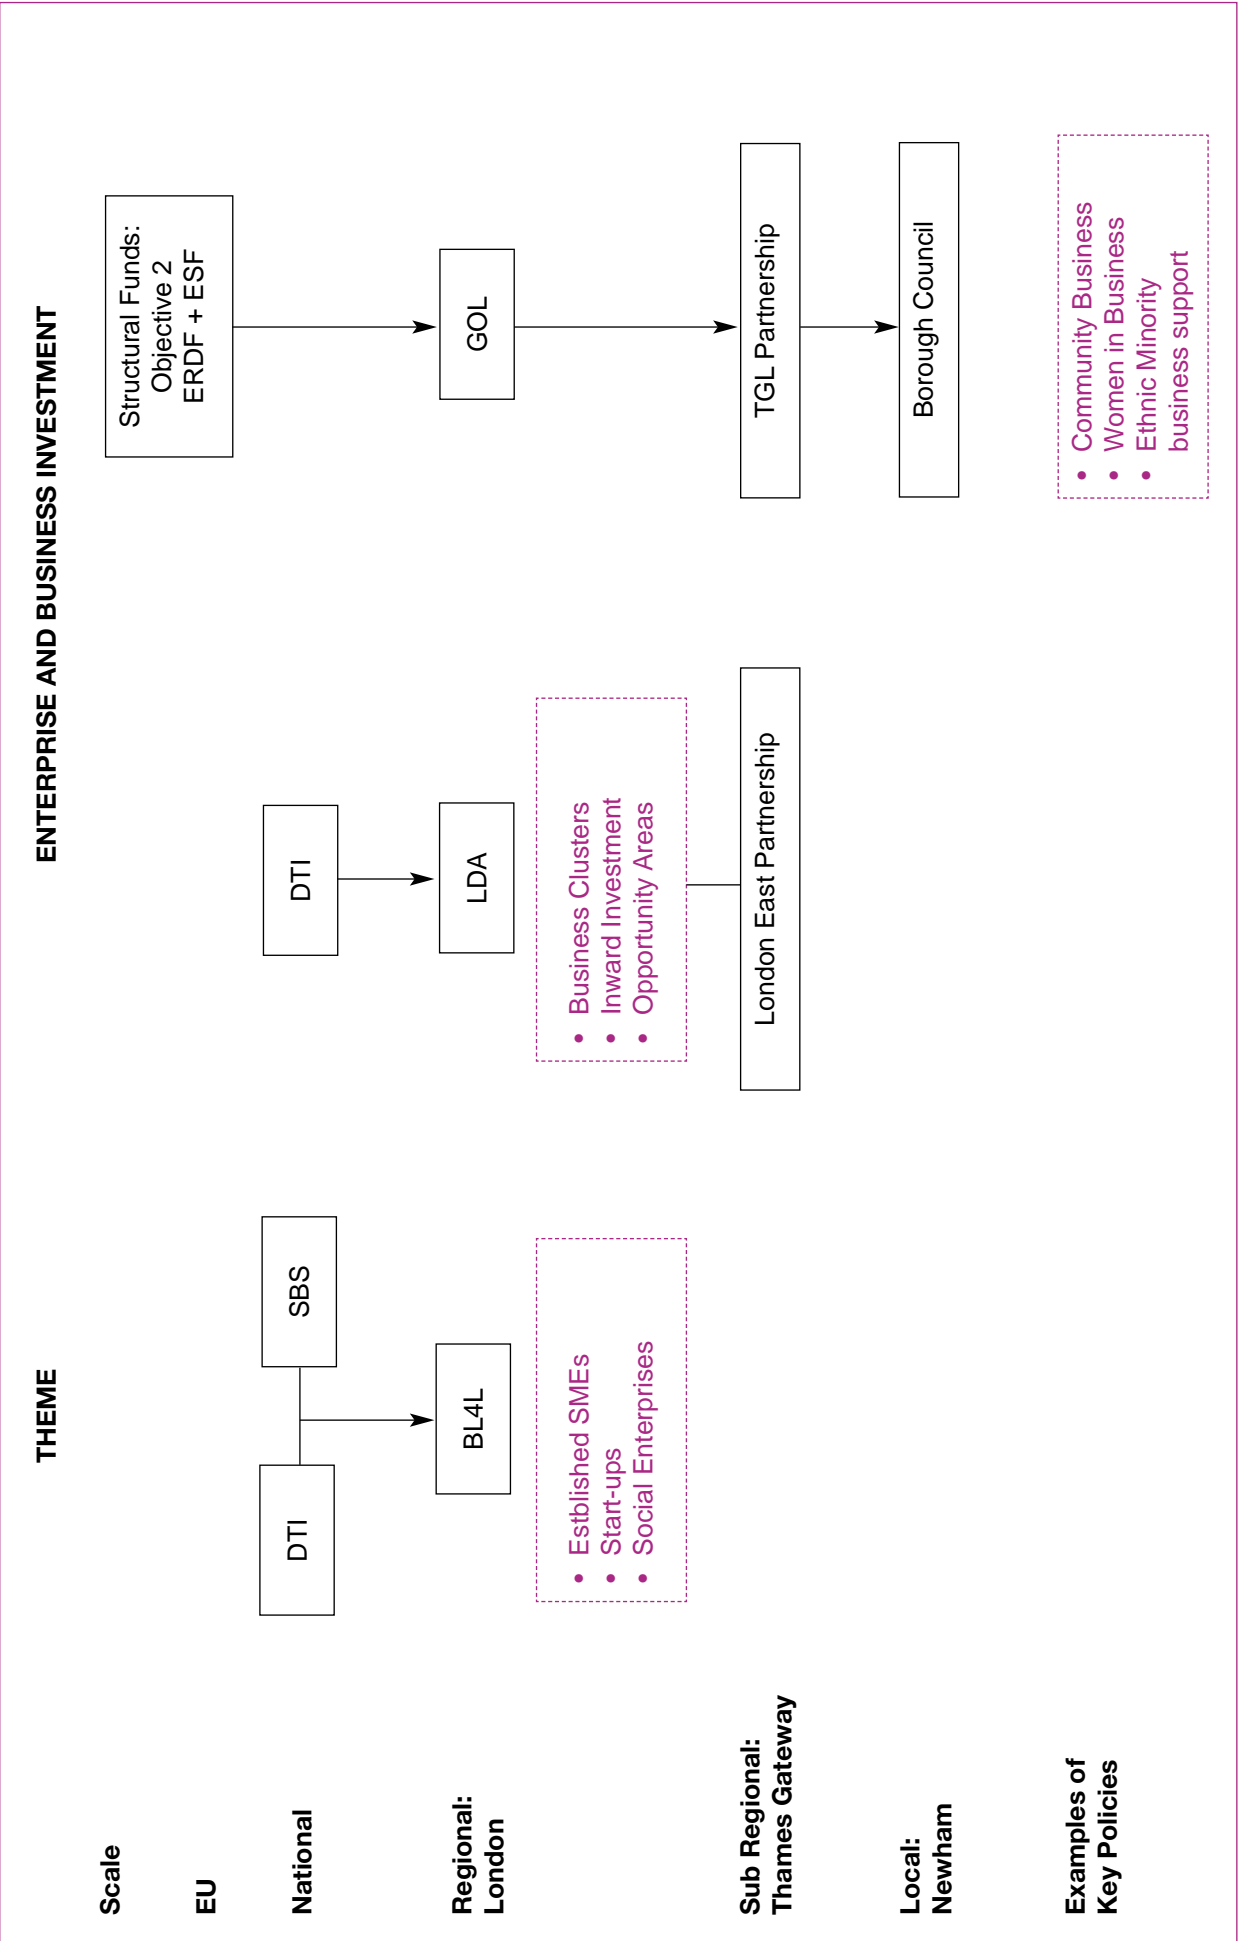 THEME
ENTERPRISE AND BUSINESS INVESTMENT
Scale
EU
Structural Funds:
Objective 2
ERDF + ESF
National
DTI
SBS
DTI
Regional:
London
BL4L
LDA
GOL
• Estblished SMEs
• Start-ups
• Social Enterprises
• Business Clusters
• Inward Investment
• Opportunity Areas
Sub Regional:
Thames Gateway
London East Partnership
TGL Partnership
Local:
Newham
Borough Council
Examples of
Key Policies
• Community Business
• Women in Business
• Ethnic Minority
business support